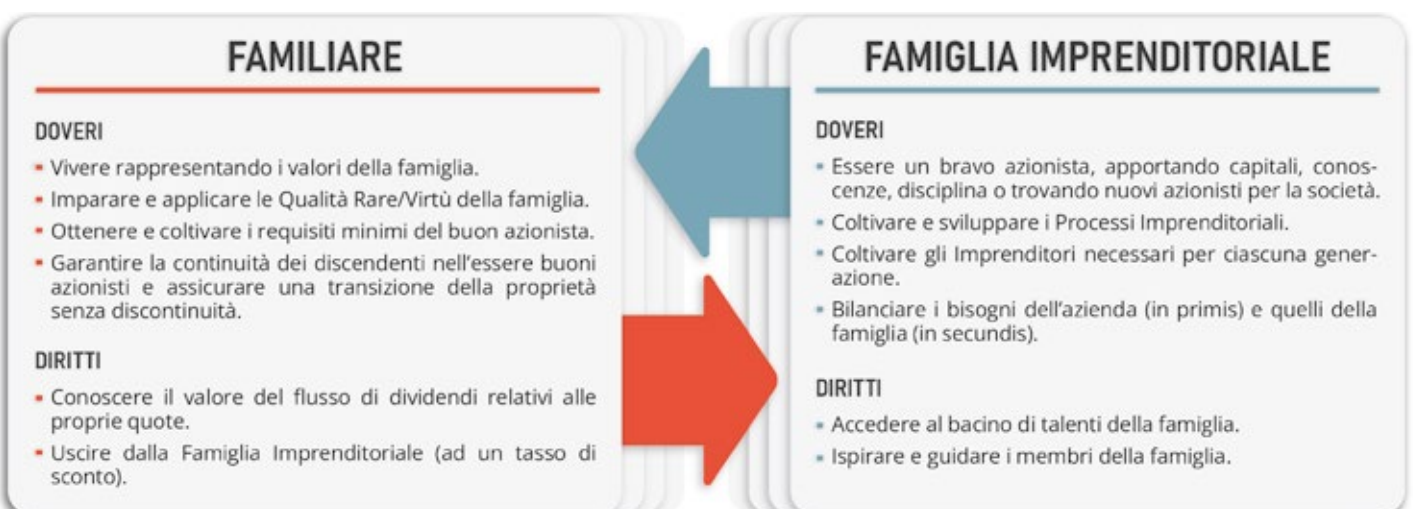 FAMILIARE
DOVERI
▪ Vivere rappresentando i valori della famiglia.
▪ Imparare e applicare le Qualità Rare/Virtù della famiglia.
▪ Ottenere e coltivare i requisiti minimi del buon azionista.
▪ Garantire la continuità dei discendenti nell'essere buoni
azionisti e assicurare una transizione della proprietà
senza discontinuità.
DIRITTI
▪ Conoscere il valore del flusso di dividendi relativi alle
proprie quote.
▪ Uscire dalla Famiglia Imprenditoriale (ad un tasso di
sconto).
FAMIGLIA IMPRENDITORIALE
DOVERI
▪ Essere un bravo azionista, apportando capitali, conos-
cenze, disciplina o trovando nuovi azionisti per la società.
▪ Coltivare e sviluppare i Processi Imprenditoriali.
▪ Coltivare gli Imprenditori necessari per ciascuna gener-
azione.
▪ Bilanciare i bisogni dell'azienda (in primis) e quelli della
famiglia (in secundis).
DIRITTI
▪ Accedere al bacino di talenti della famiglia.
▪ Ispirare e guidare i membri della famiglia.